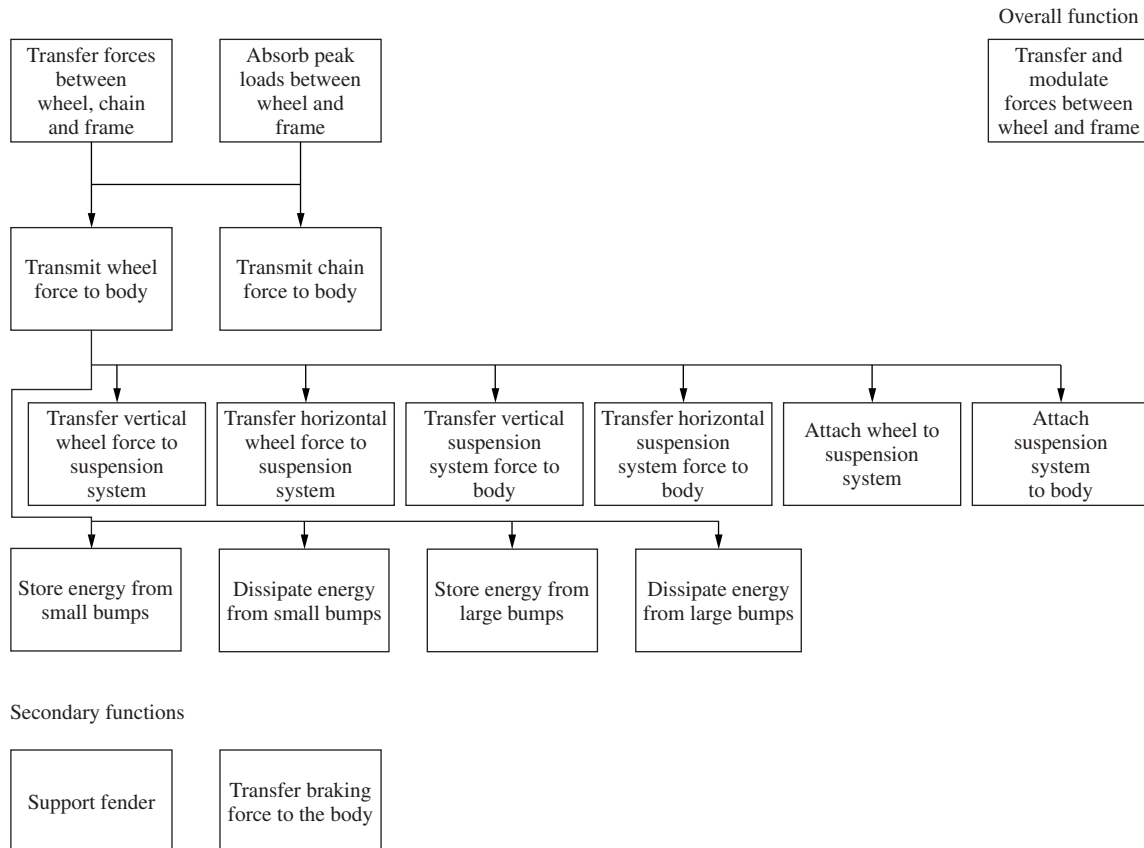 Overall function
Transfer forces
between
wheel, chain
and frame
Absorb peak
loads between
wheel and
frame
Transfer and
modulate
forces between
wheel and frame
Transmit wheel
force to body
Transmit chain
force to body
Transfer vertical
wheel force to
suspension
system
Transfer horizontal
wheel force to
suspension
system
Transfer vertical
suspension
system force to
body
Transfer horizontal
suspension
system force to
body
Attach wheel to
suspension
system
Attach
suspension
system
to body
Store energy from
small bumps
Dissipate energy
from small bumps
Store energy from
large bumps
Dissipate energy
from large bumps
Secondary functions
Support fender
Transfer braking
force to the body